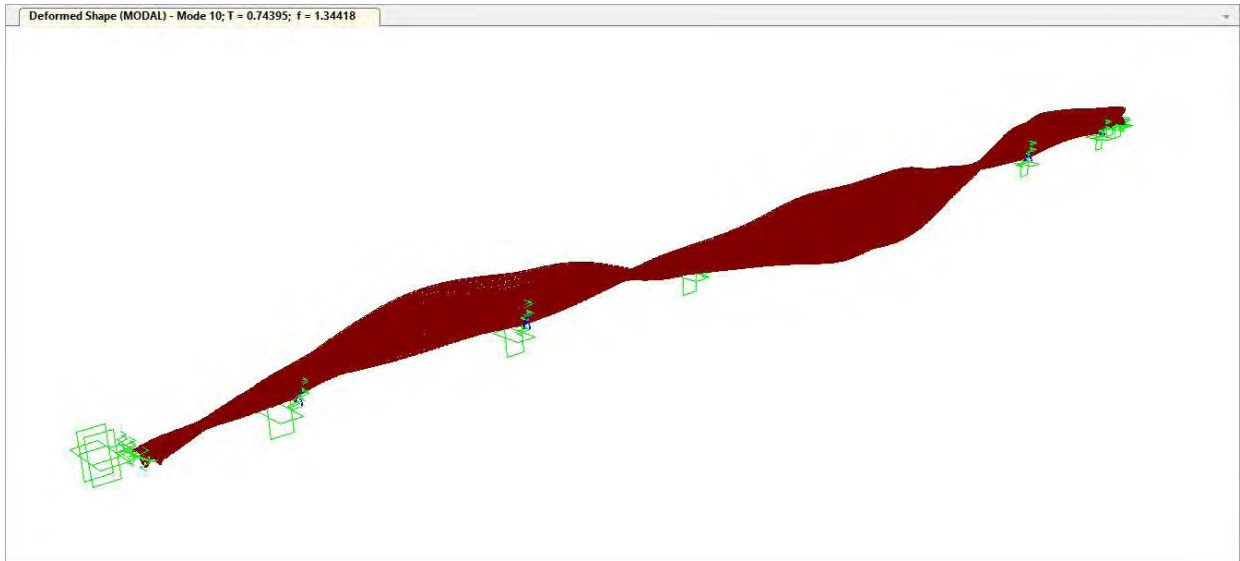 Deformed Shape (MODAL) - Mode 10; T = 0.74395; f = 1.34418